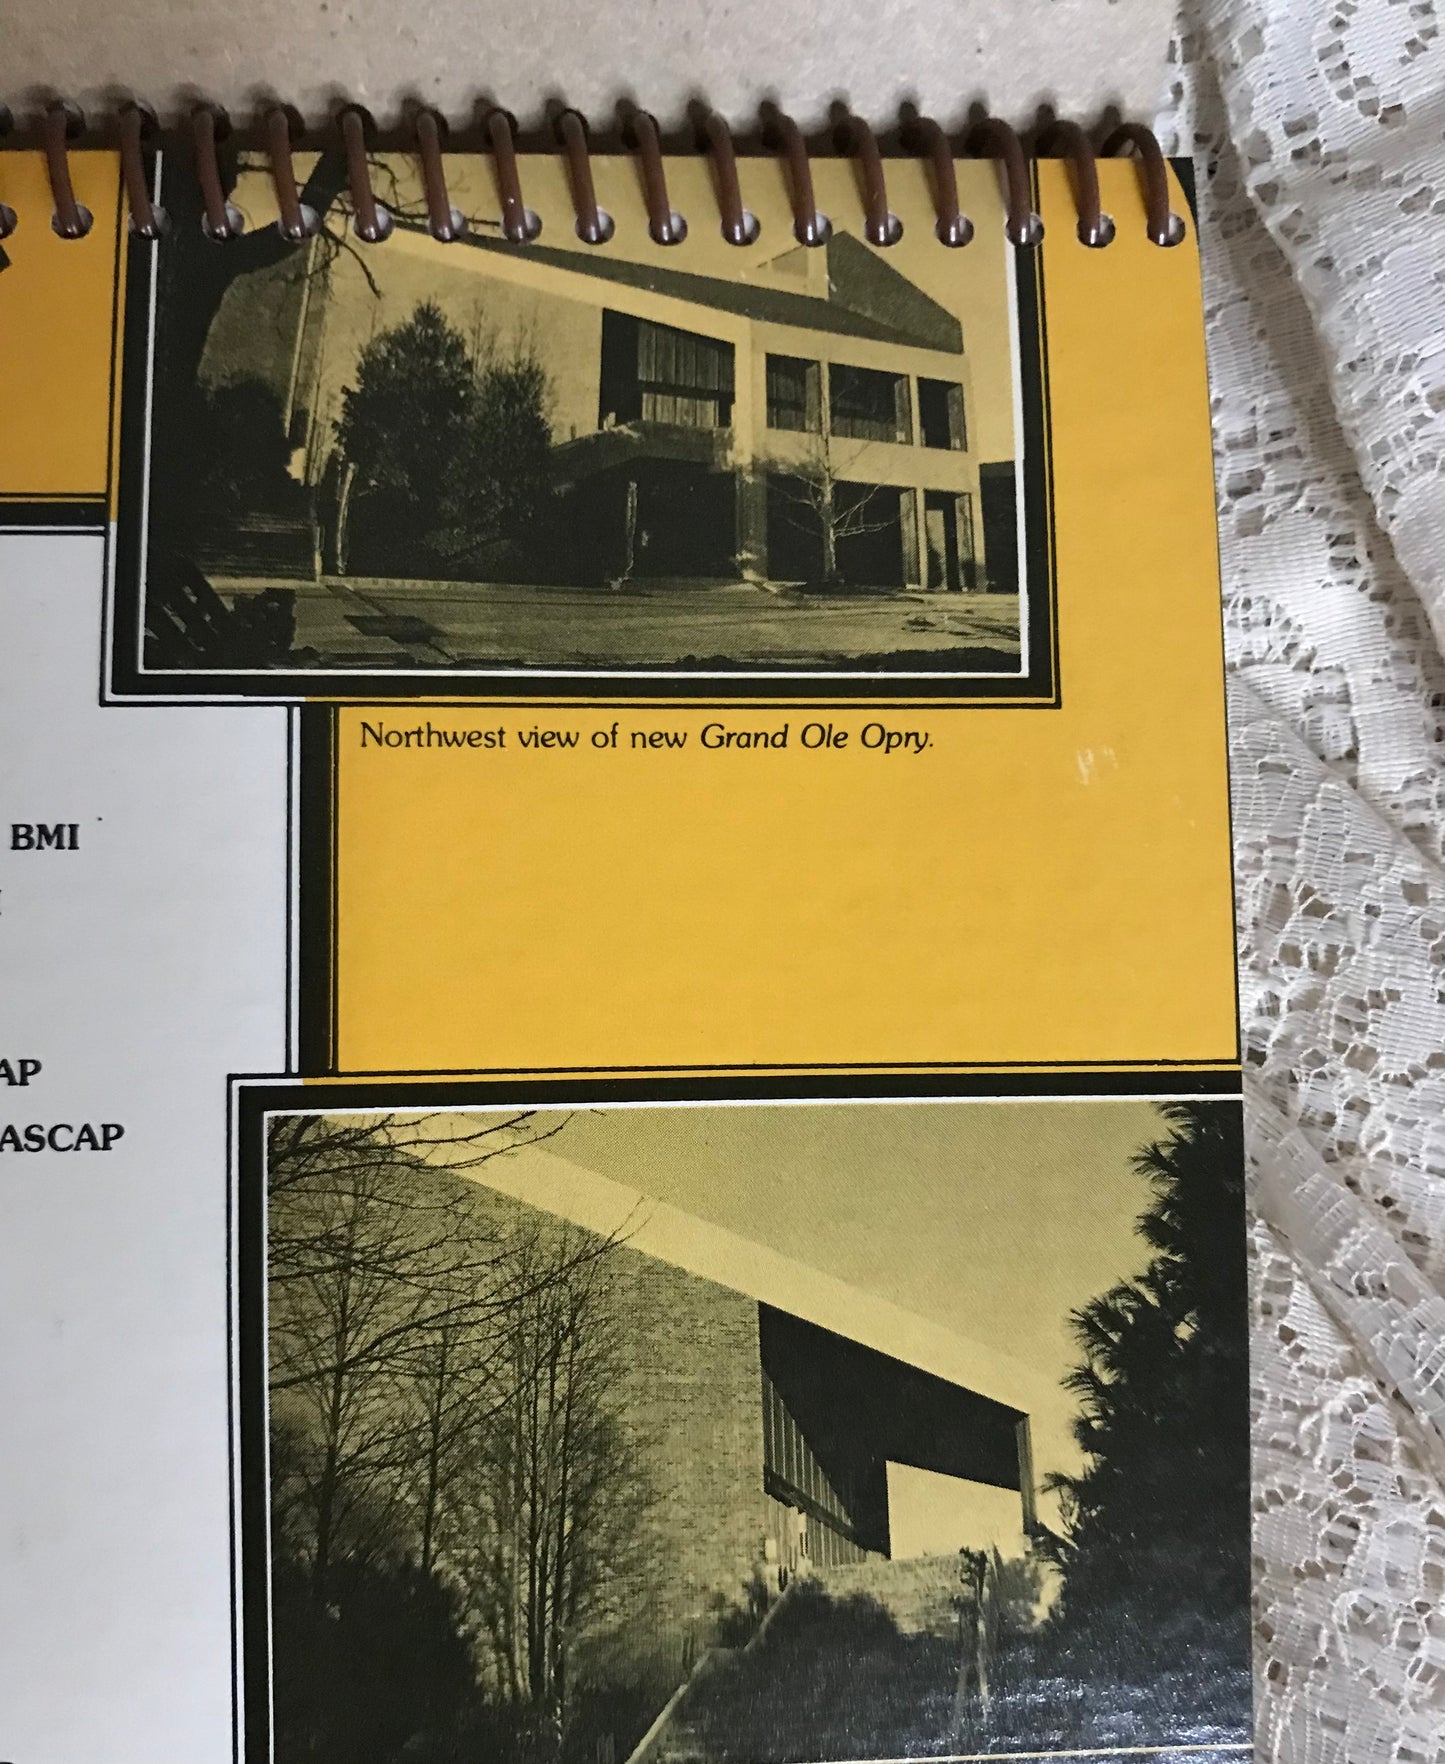 Northwest view of new Grand Ole Opry.
BMI
AP
ASCAP